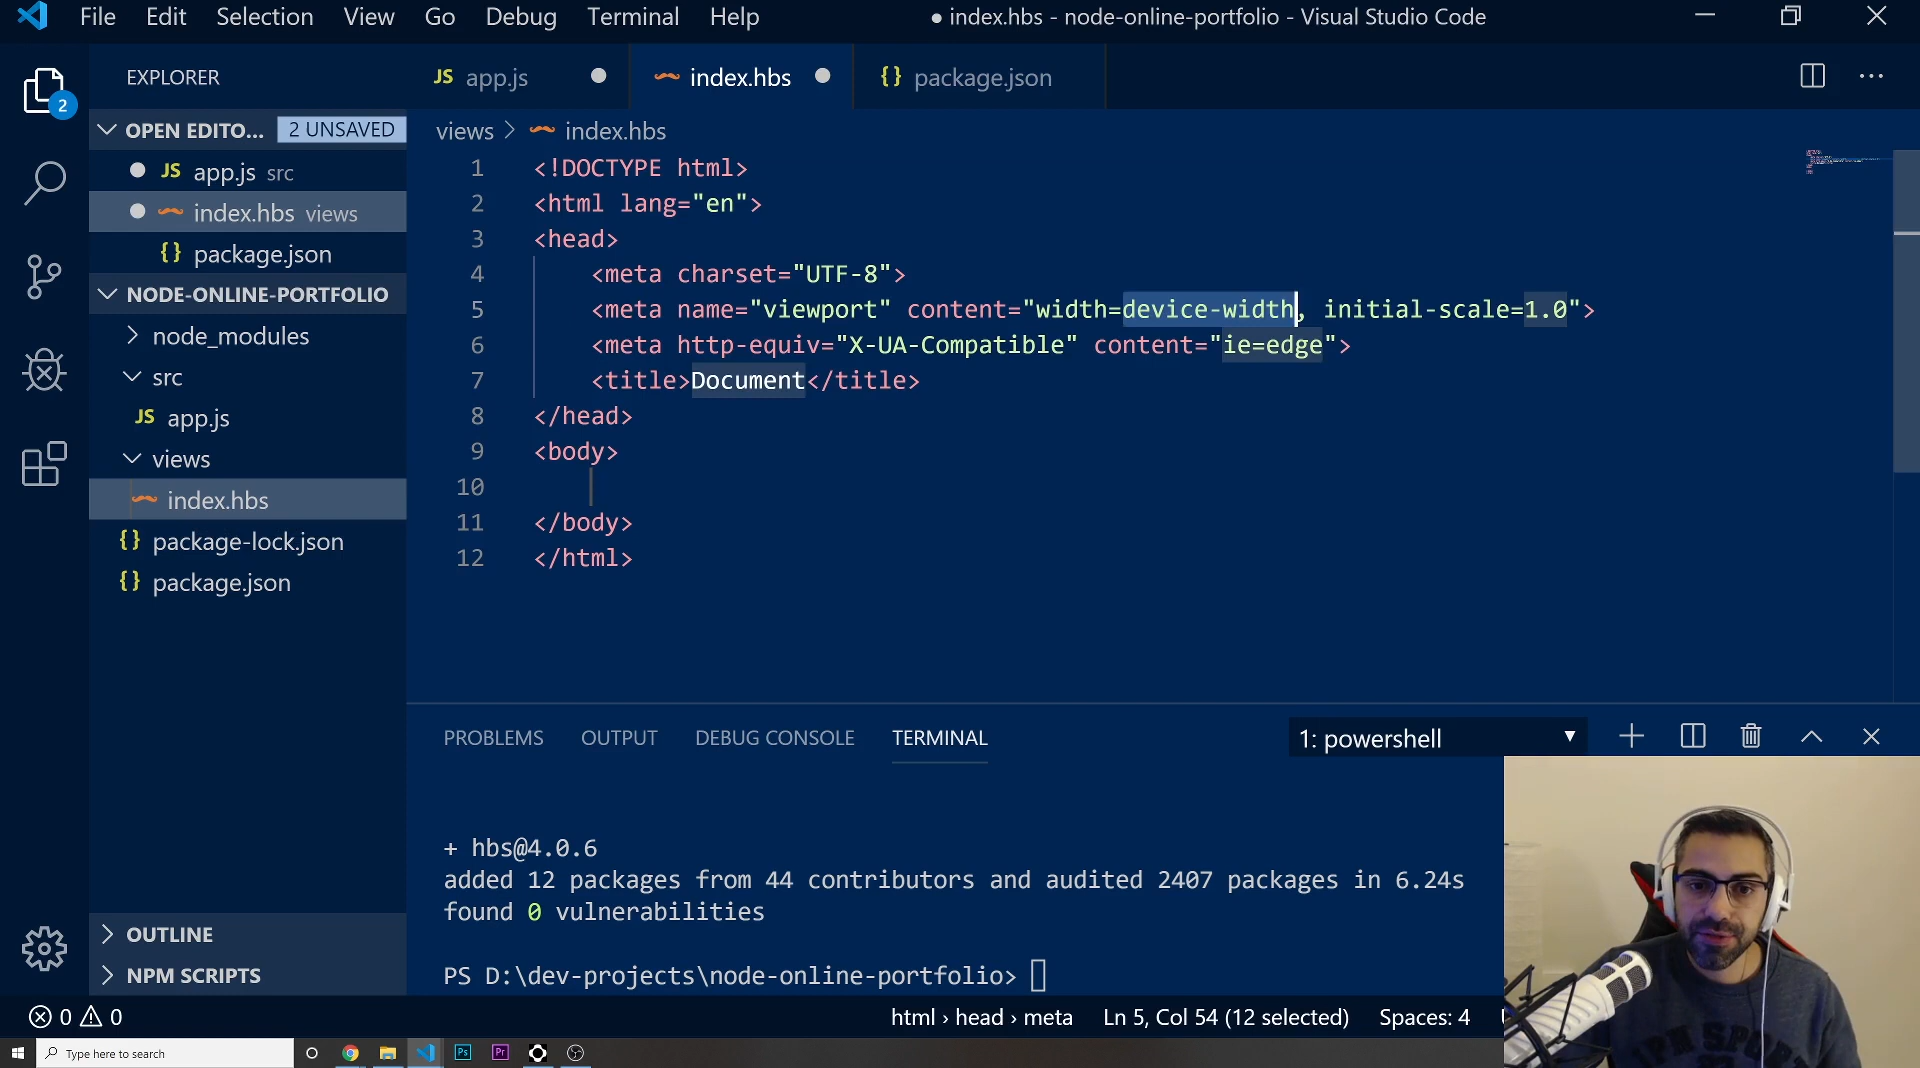 File Edit Selection View Go Debug Terminal Help
● index.hbs - node-online-portfolio - Visual Studio Code
EXPLORER
2
OPEN EDITO... 2 UNSAVED
JS app.js src
index.hbs views
{} package.json
NODE-ONLINE-PORTFOLIO
node_modules
src
JS app.js
views
index.hbs
{} package-lock.json
{} package.json
OUTLINE
NPM SCRIPTS
JS app.js
index.hbs
{} package.json
views > index.hbs
1 <!DOCTYPE html>
2 <html lang="en">
3 <head>
4 <meta charset="UTF-8">
5 <meta name="viewport" content="width=device-width, initial-scale=1.0">
6 <meta http-equiv="X-UA-Compatible" content="ie=edge">
7 <title>Document</title>
8 </head>
9 <body>
10
11 </body>
12 </html>
PROBLEMS OUTPUT DEBUG CONSOLE TERMINAL
1: powershell
+ hbs@4.0.6
added 12 packages from 44 contributors and audited 2407 packages in 6.24s
found 0 vulnerabilities
PS D:\dev-projects\node-online-portfolio>
0 0
html › head › meta
Ln 5, Col 54 (12 selected)
Spaces: 4
Type here to search
Ps
Pr